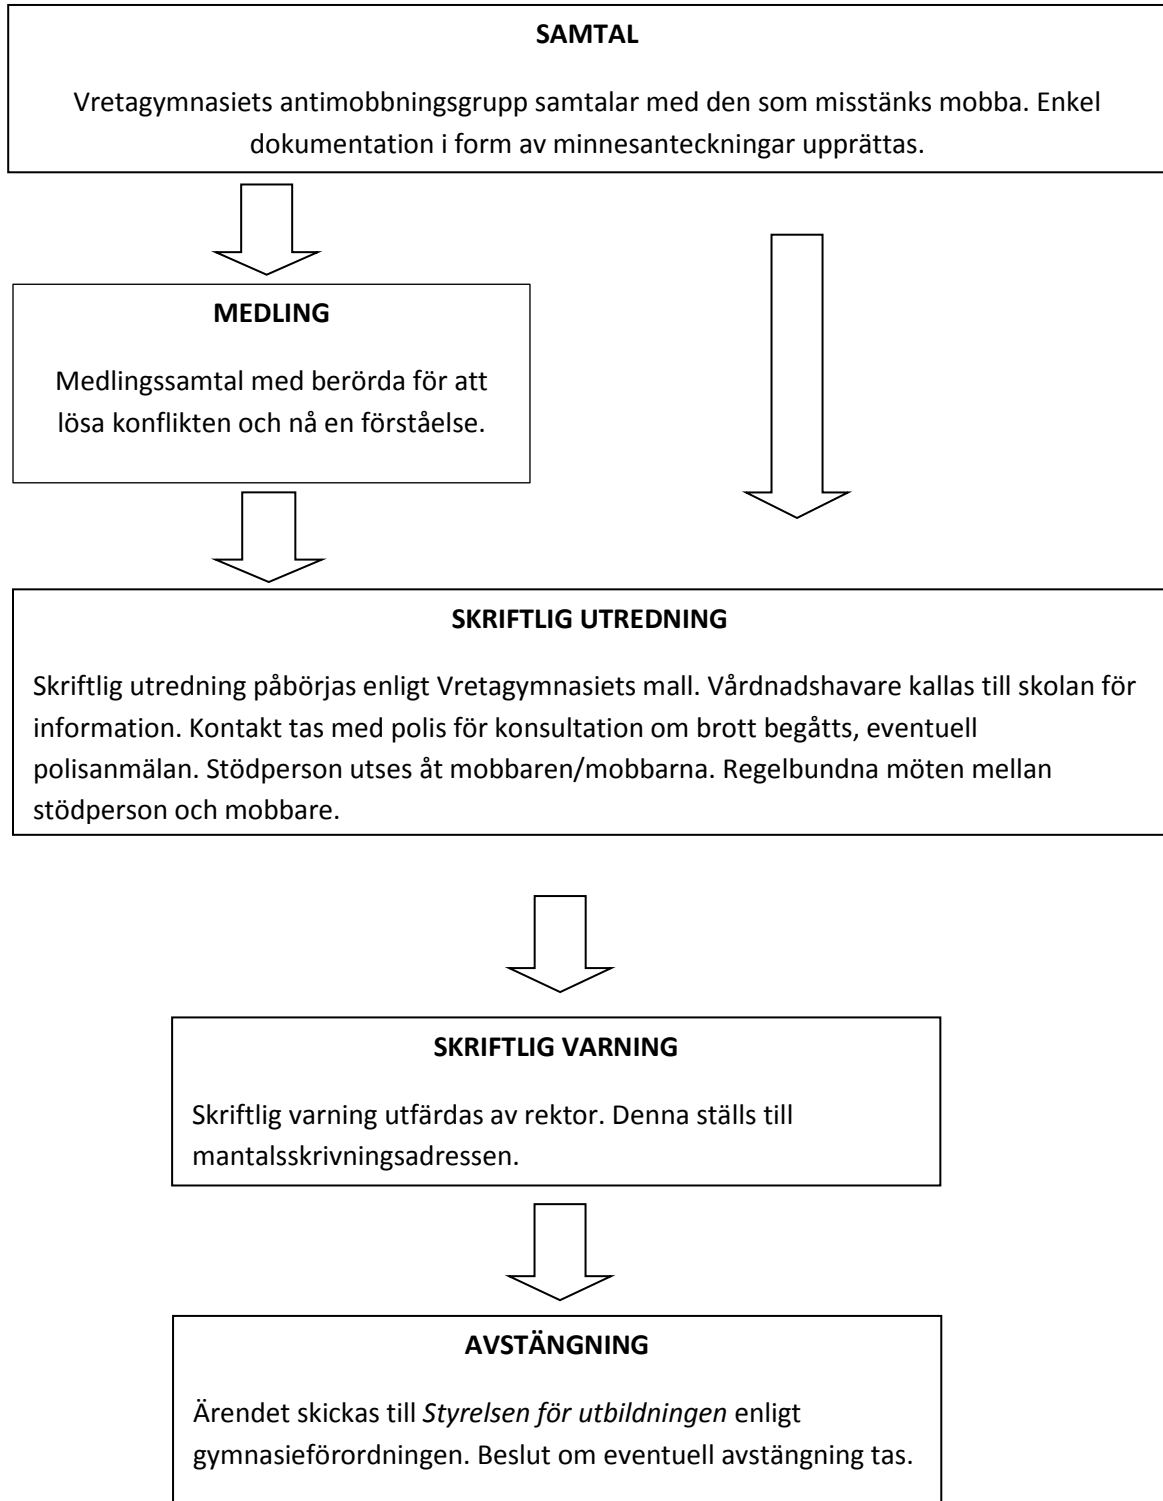 SAMTAL
Vretagymnasiets antimobbningsgrupp samtalar med den som misstänks mobba. Enkel
dokumentation i form av minnesanteckningar upprättas.
MEDLING
Medlingssamtal med berörda för att
lösa konflikten och nå en förståelse.
SKRIFTLIG UTREDNING
Skriftlig utredning påbörjas enligt Vretagymnasiets mall. Vårdnadshavare kallas till skolan för
information. Kontakt tas med polis för konsultation om brott begåtts, eventuell
polisanmälan. Stödperson utses åt mobbaren/mobbarna. Regelbundna möten mellan
stödperson och mobbare.
SKRIFTLIG VARNING
Skriftlig varning utfärdas av rektor. Denna ställs till
mantalsskrivningsadressen.
AVSTÄNGNING
Ärendet skickas till Styrelsen för utbildningen enligt
gymnasieförordningen. Beslut om eventuell avstängning tas.